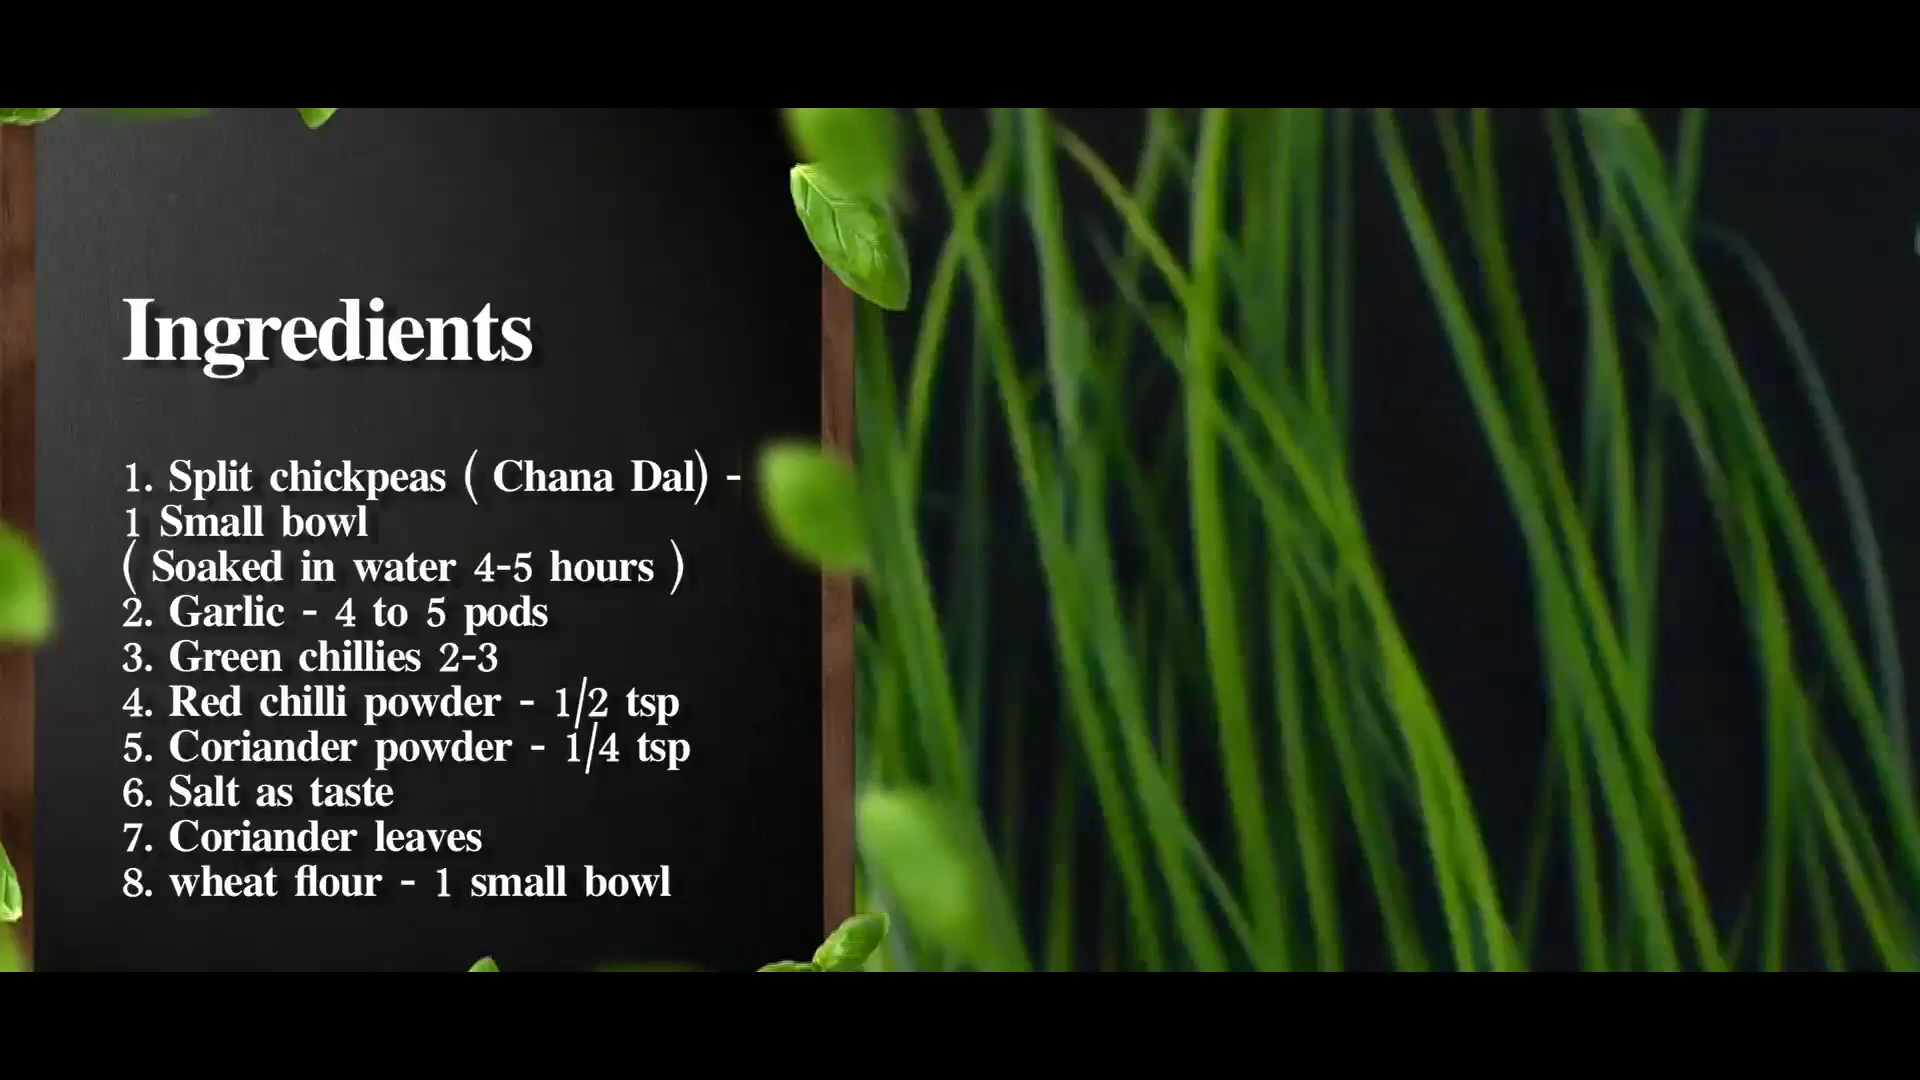 Ingredients
1. Split chickpeas ( Chana Dal) -
1 Small bowl
( Soaked in water 4-5 hours )
2. Garlic - 4 to 5 pods
3. Green chillies 2-3
4. Red chilli powder - 1/2 tsp
5. Coriander powder - 1/4 tsp
6. Salt as taste
7. Coriander leaves
8. wheat flour - 1 small bowl